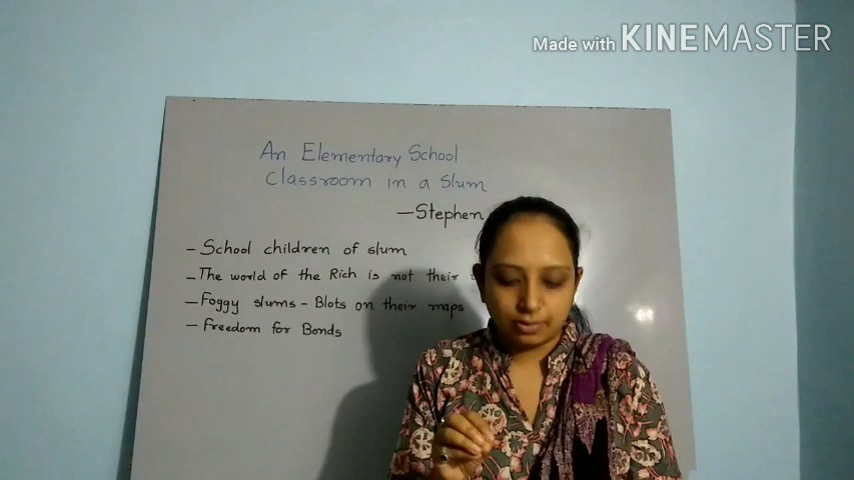 Made with KINEMASTER
An Elementary School
Classroom in a Slum
— Stephen
- School children of slum
- The world of the Rich is not their
- Foggy slums - Blots on their maps
- Freedom for Bonds